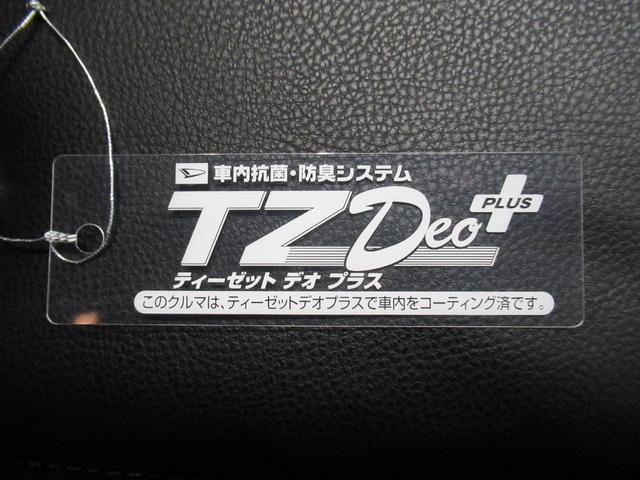 車内抗菌・防臭システム
TZ Deo PLUS
ティーゼット デオ プラス
このクルマは、ティーゼットデオプラスで車内をコーティング済です。